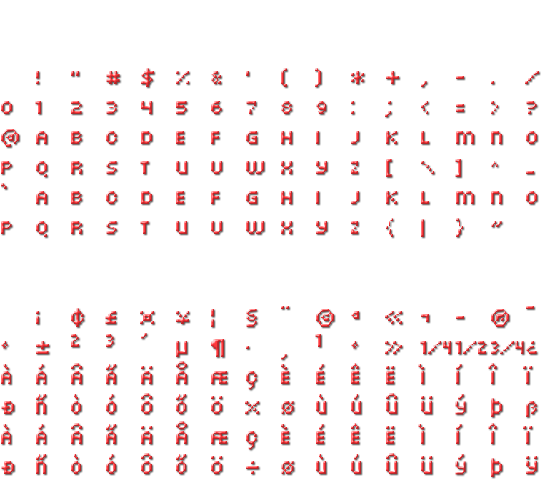 ! " # $ % & ' ( ) * + , - . /
0 1 2 3 4 5 6 7 8 9 : ; < = > ?
@ A B C D E F G H I J K L M N O
P Q R S T U U W X Y Z [ \ ] ^ _
` A B C D E F G H I J K L M N O
P Q R S T U U W X Y Z { | } ~
¡ ¢ £ ¤ ¥ ¦ § ¨ © ª « ¬ - ® ¯
° ± ² ³ ´ µ ¶ · ¸ ¹ º » 1/4 1/2 3/4 ¿
À Á Â Ã Ä Å Æ Ç È É Ê Ë Ì Í Î Ï
Ð Ñ Ò Ó Ô Õ Ö × Ø Ù Ú Û Ü Ý Þ ß
À Á Â Ã Ä Å Æ Ç È É Ê Ë Ì Í Î Ï
Ð Ñ Ò Ó Ô Õ Ö ÷ Ø Ù Ú Û Ü Ý Þ Ÿ